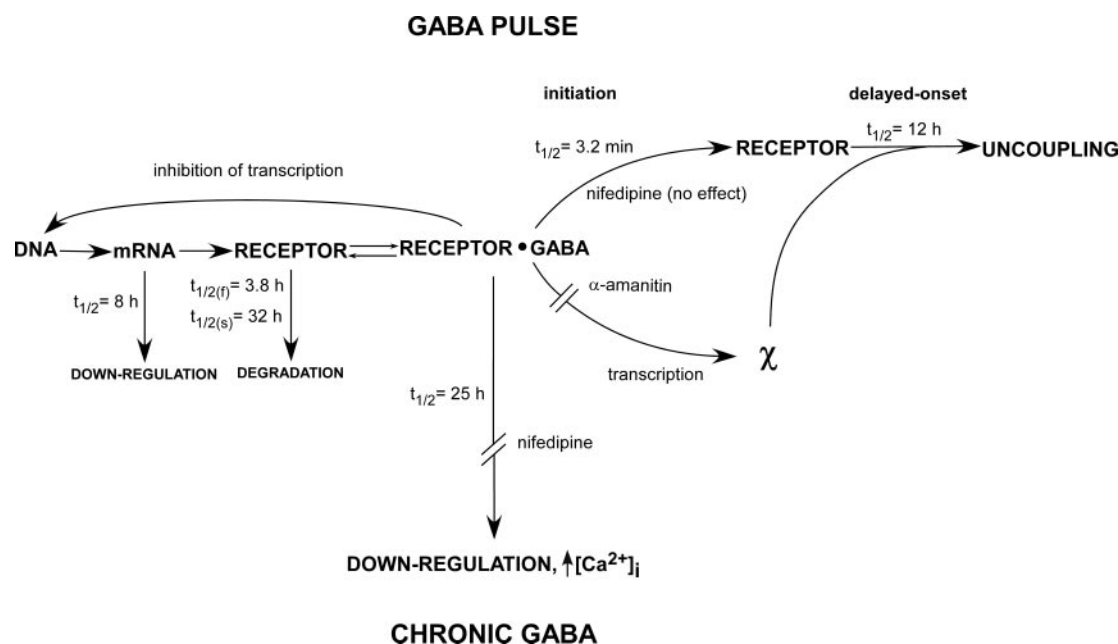 GABA PULSE
initiation
delayed-onset
t1/2= 3.2 min
t1/2= 12 h
RECEPTOR
UNCOUPLING
inhibition of transcription
nifedipine (no effect)
DNA
mRNA
RECEPTOR
RECEPTOR • GABA
t1/2= 8 h
t1/2(f)= 3.8 h
t1/2(s)= 32 h
α-amanitin
χ
DOWN-REGULATION
DEGRADATION
transcription
t1/2= 25 h
nifedipine
DOWN-REGULATION, ↑[Ca2+]i
CHRONIC GABA